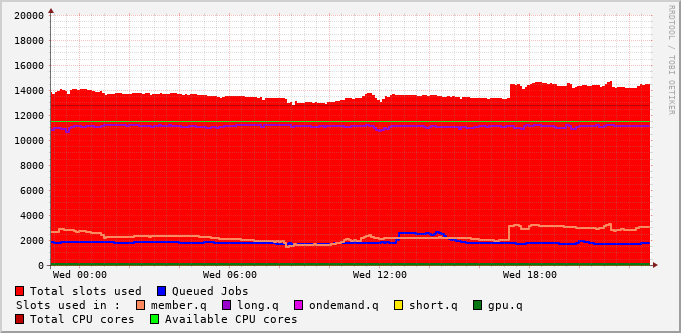 RRDTOOL / TOBI OETIKER
20000
18000
16000
14000
12000
10000
8000
6000
4000
2000
0
Wed 00:00 Wed 06:00 Wed 12:00 Wed 18:00
Total slots used Queued Jobs
Slots used in : member.q long.q ondemand.q short.q gpu.q
Total CPU cores Available CPU cores